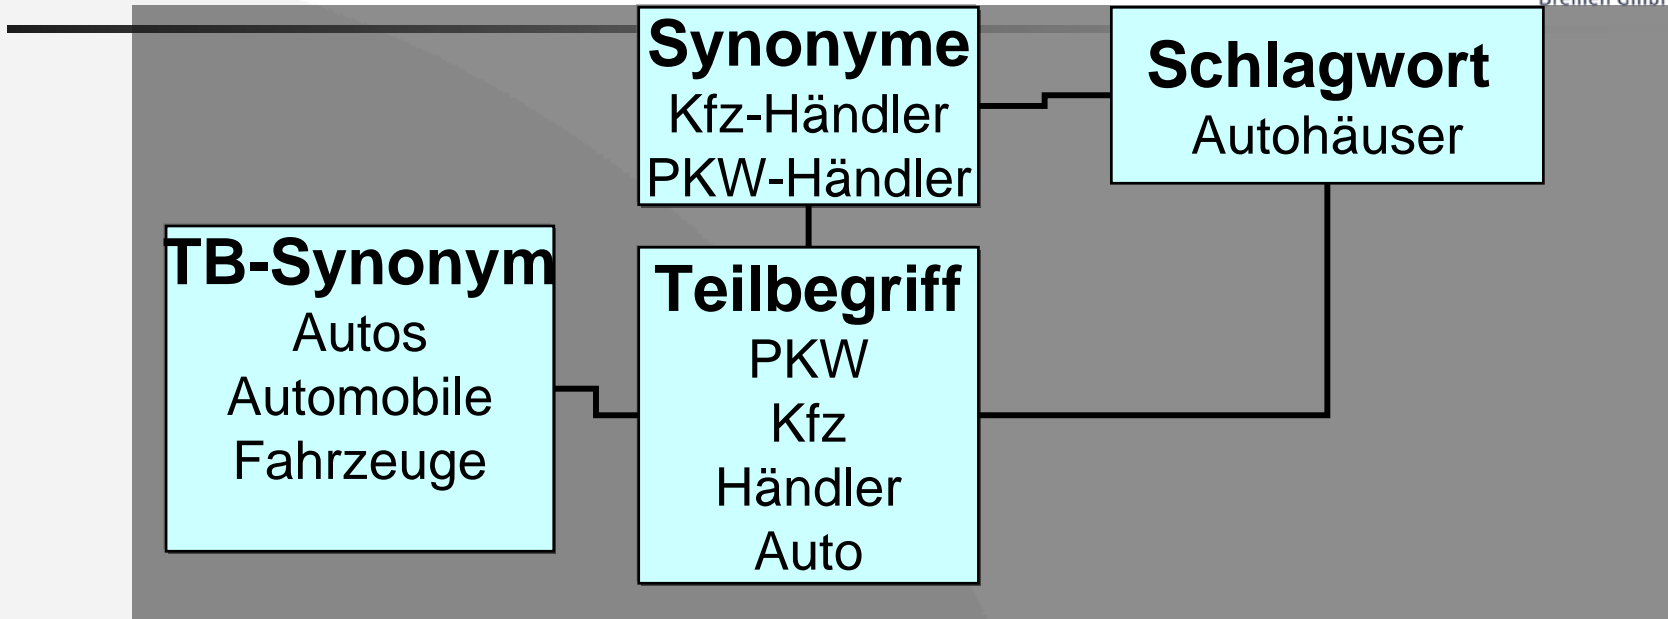 Synonyme
Kfz-Händler
PKW-Händler
Schlagwort
Autohäuser
TB-Synonym
Autos
Automobile
Fahrzeuge
Teilbegriff
PKW
Kfz
Händler
Auto